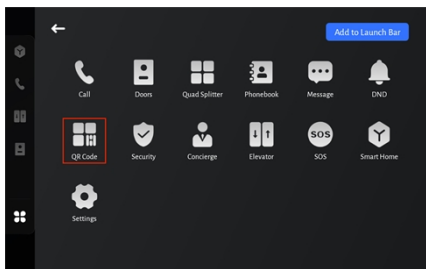 Add to Launch Bar
Call
Doors
Quad Splitter
Phonebook
Message
DND
QR Code
Security
Concierge
Elevator
SOS
SOS
Smart Home
Settings